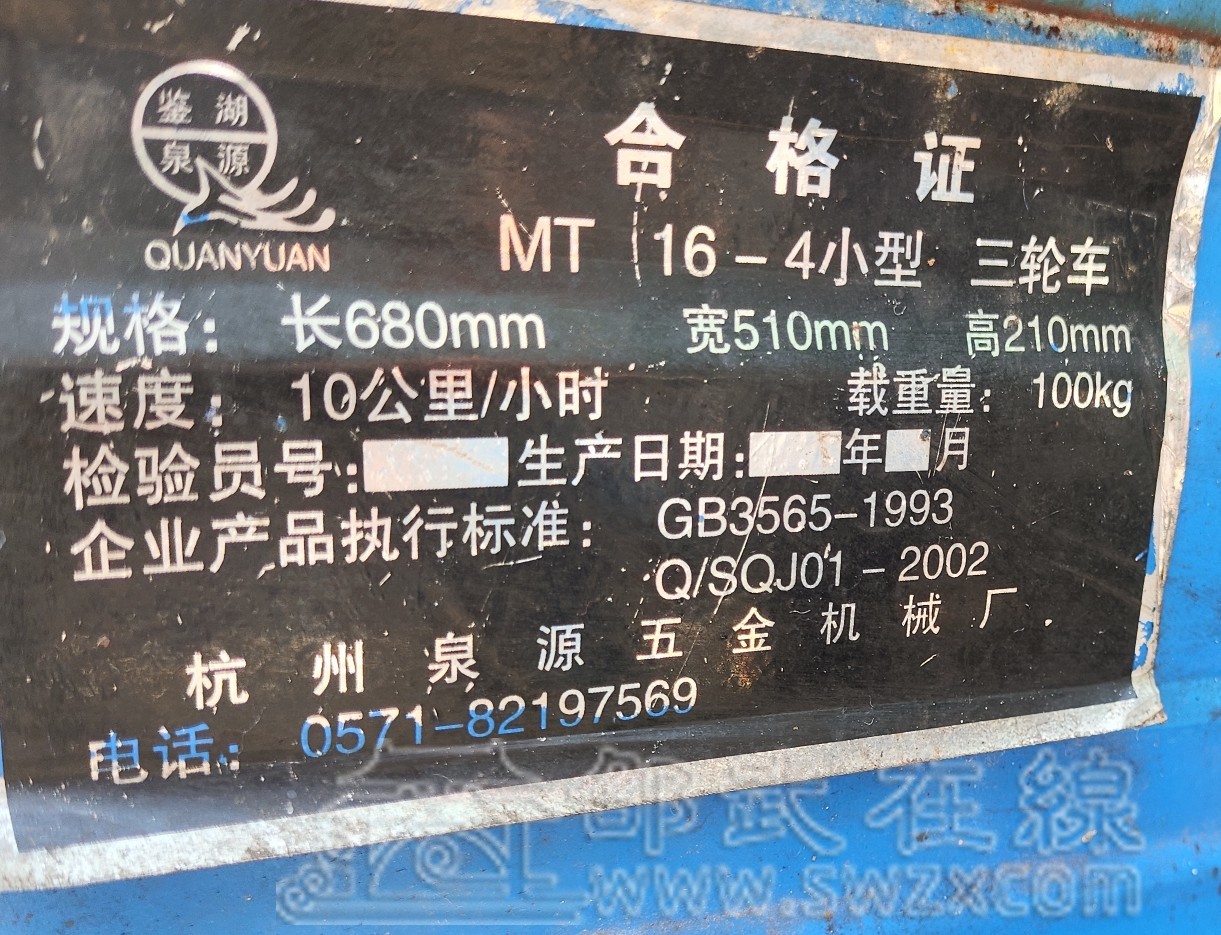 鉴湖
泉源
QUANYUAN
合格证
MT 16-4小型 三轮车
规格: 长680mm 宽510mm 高210mm
速度: 10公里/小时 载重量: 100kg
检验员号: 生产日期: 年 月
企业产品执行标准: GB3565-1993
Q/SQJ01-2002
杭州泉源五金机械厂.
电话: 0571-82197569
邵武在線
www.swzx.com